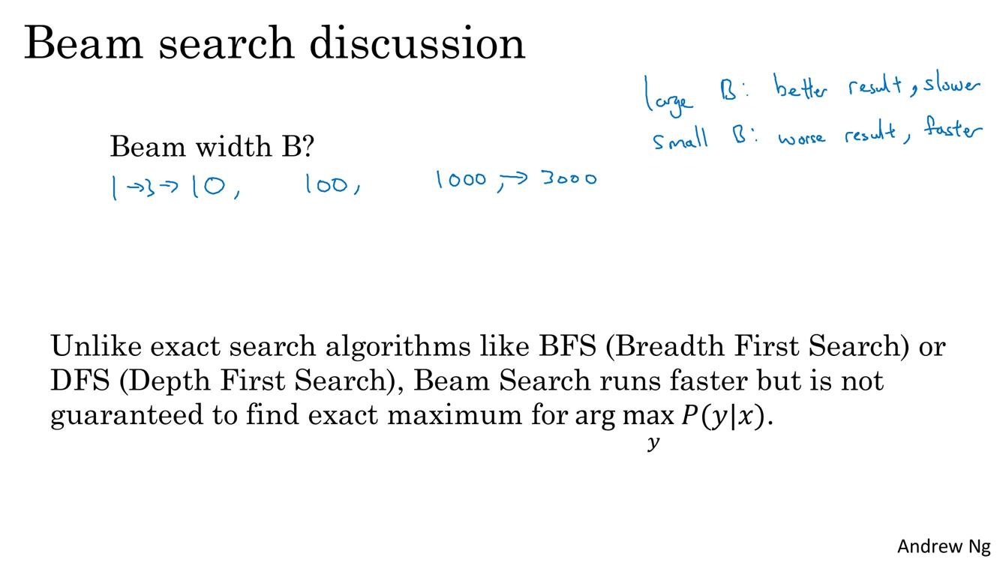 Beam search discussion
large B: better result, slower
small B: worse result, faster
Beam width B?
1 → 3 → 10, 100, 1000, → 3000
Unlike exact search algorithms like BFS (Breadth First Search) or
DFS (Depth First Search), Beam Search runs faster but is not
guaranteed to find exact maximum for arg max P(y|x).
y
Andrew Ng